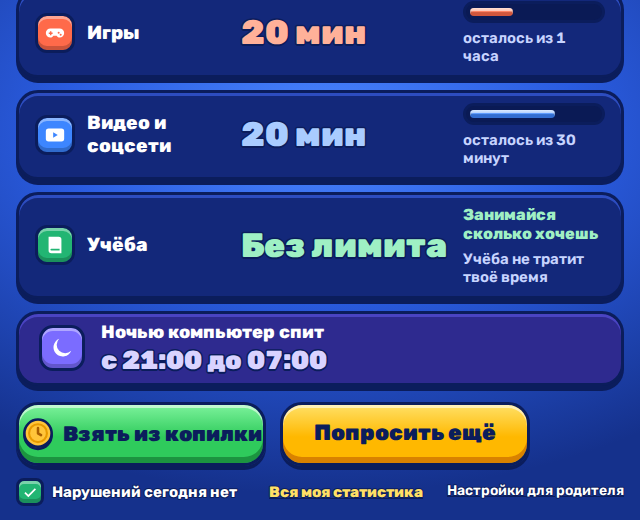 Игры
20 мин
осталось из 1
часа
Видео и
соцсети
20 мин
осталось из 30
минут
Учёба
Без лимита
Занимайся
сколько хочешь
Учёба не тратит
твоё время
Ночью компьютер спит
с 21:00 до 07:00
Взять из копилки
Попросить ещё
Нарушений сегодня нет
Вся моя статистика
Настройки для родителя